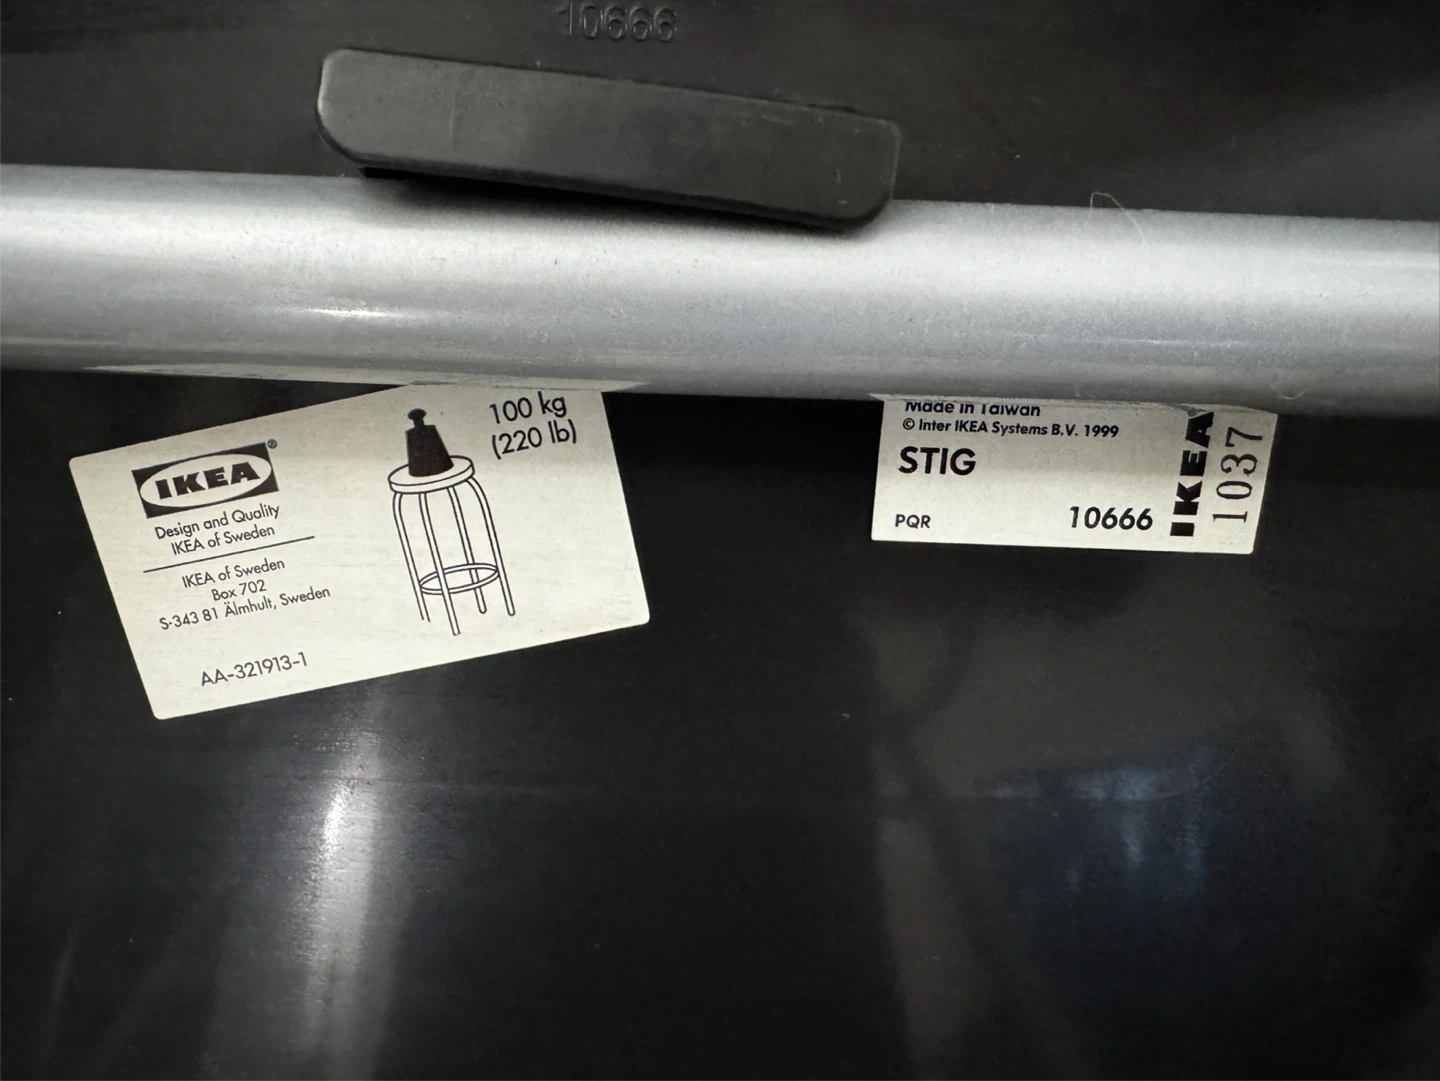 10666
IKEA®
Design and Quality
IKEA of Sweden
IKEA of Sweden
Box 702
S-343 81 Älmhult, Sweden
AA-321913-1
100 kg
(220 lb)
Made in Taiwan
© Inter IKEA Systems B.V. 1999
STIG
PQR
10666
IKEA®
1037